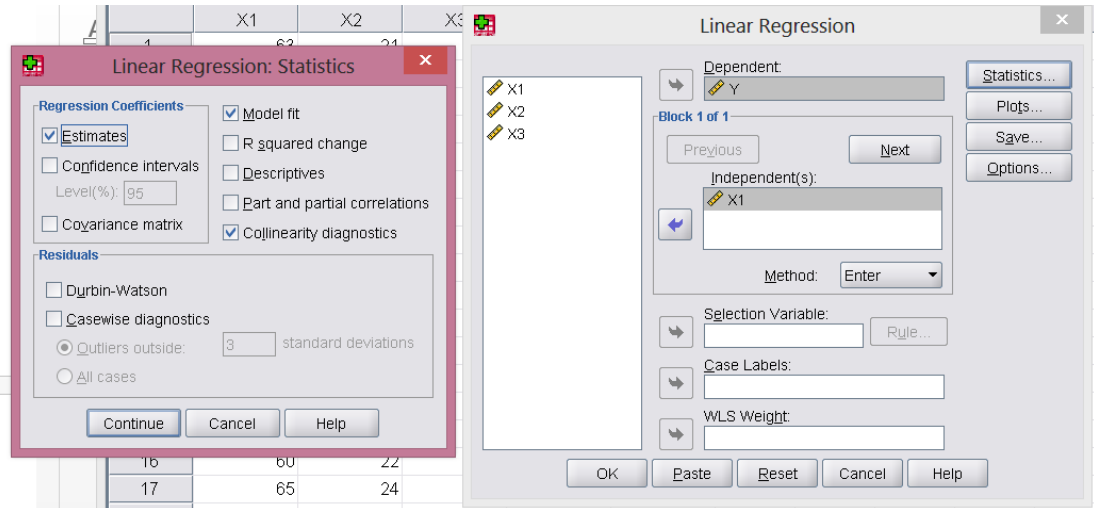 X1 X2 X3
1 63 21
Linear Regression: Statistics
Regression Coefficients
Estimates
Confidence intervals
Level(%): 95
Covariance matrix
Model fit
R squared change
Descriptives
Part and partial correlations
Collinearity diagnostics
Residuals
Durbin-Watson
Casewise diagnostics
Outliers outside: 3 standard deviations
All cases
Continue Cancel Help
16 60 22
17 65 24
Linear Regression
X1
X2
X3
Dependent:
Y
Block 1 of 1
Previous Next
Independent(s):
X1
Method: Enter
Selection Variable:
Rule...
Case Labels:
WLS Weight:
Statistics...
Plots...
Save...
Options...
OK Paste Reset Cancel Help